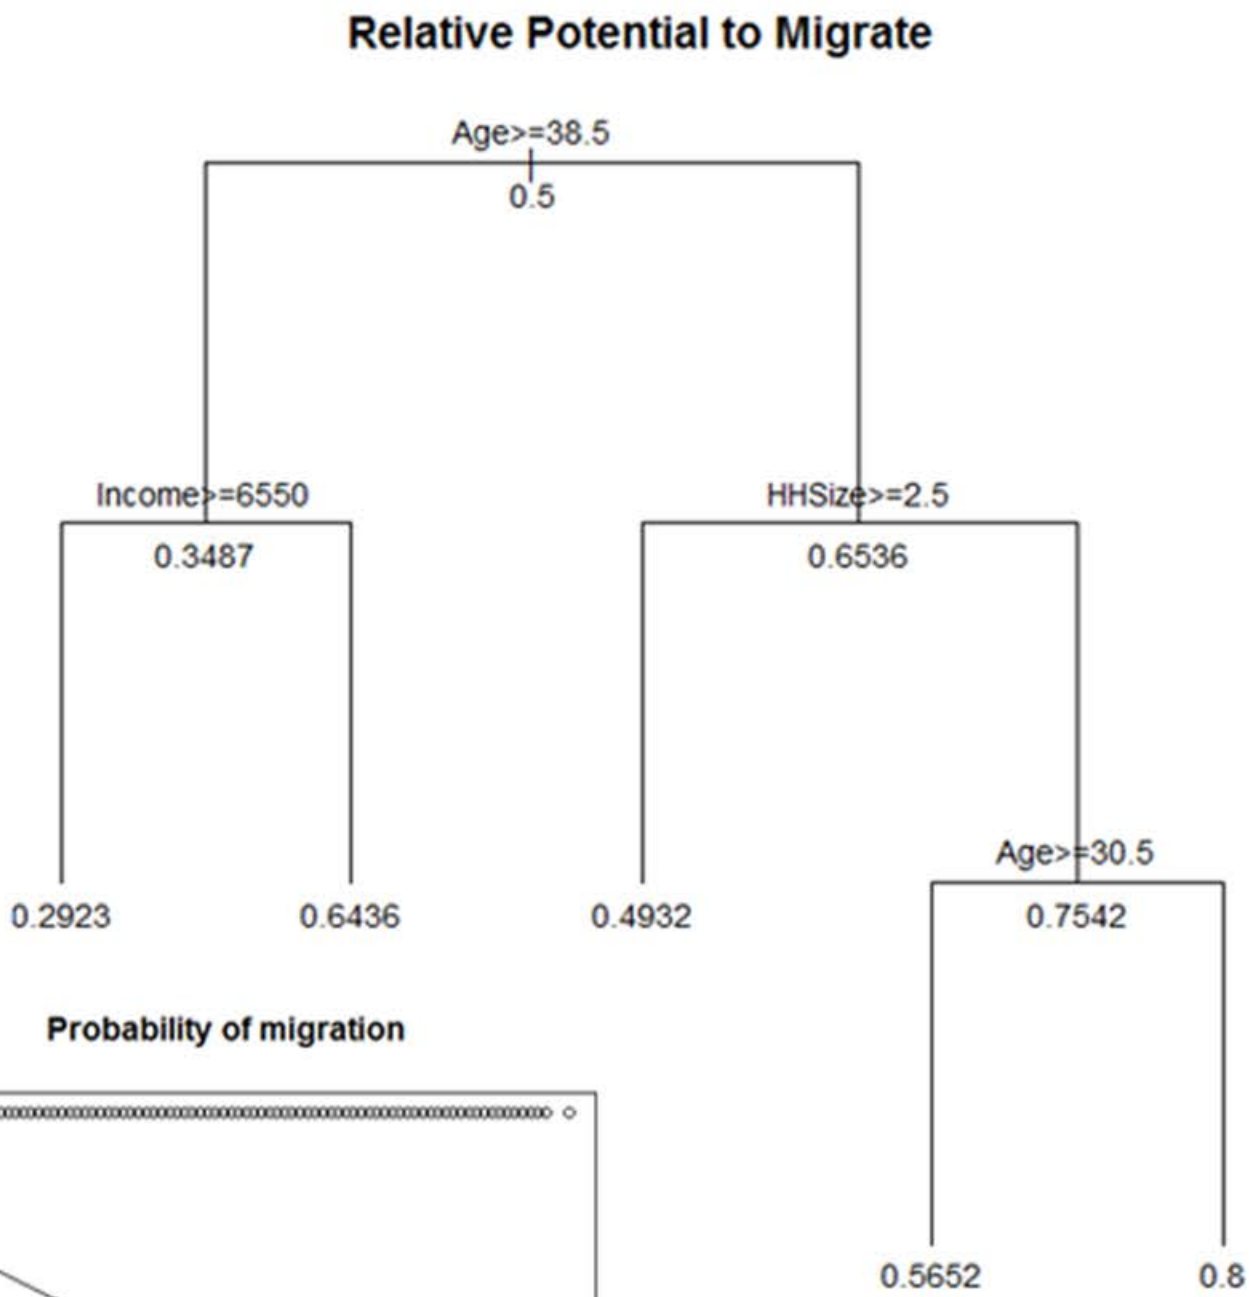 Relative Potential to Migrate
Age>=38.5
0.5
Income>=6550
HHSize>=2.5
0.3487
0.6536
Age>=30.5
0.2923
0.6436
0.4932
0.7542
Probability of migration
0.5652
0.8